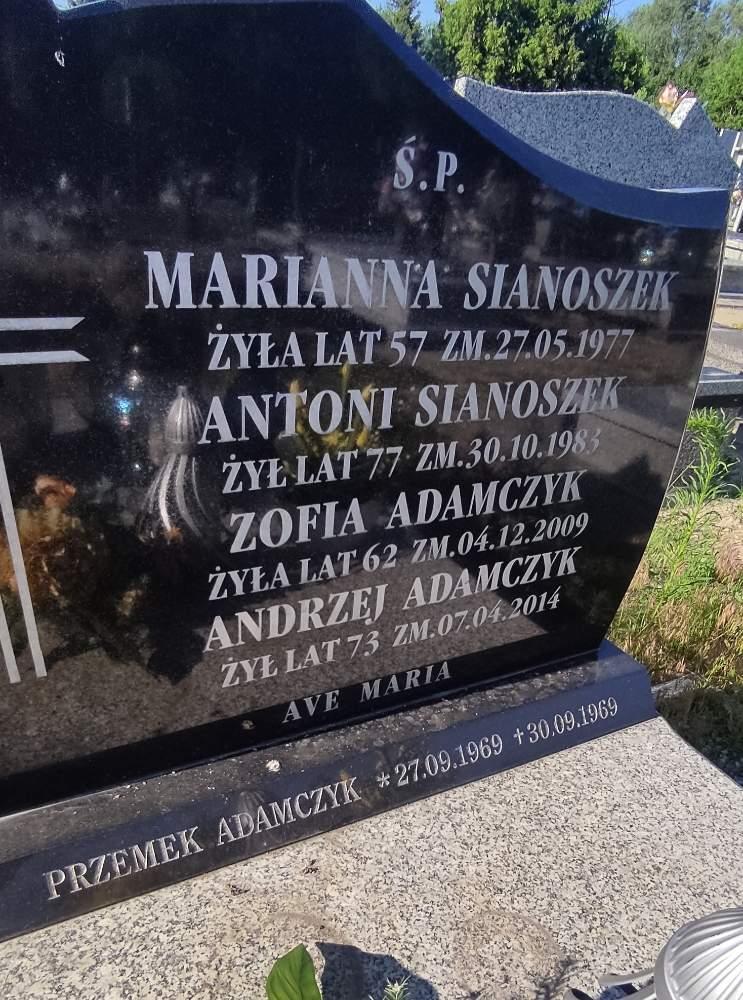 Ś.P.
MARIANNA SIANOSZEK
ŻYŁA LAT 57 ZM.27.05.1977
ANTONI SIANOSZEK
ŻYŁ LAT 77 ZM.30.10.1983
ZOFIA ADAMCZYK
ŻYŁA LAT 62 ZM.04.12.2009
ANDRZEJ ADAMCZYK
ŻYŁ LAT 73 ZM.07.04.2014
AVE MARIA
PRZEMEK ADAMCZYK *27.09.1969 †30.09.1969